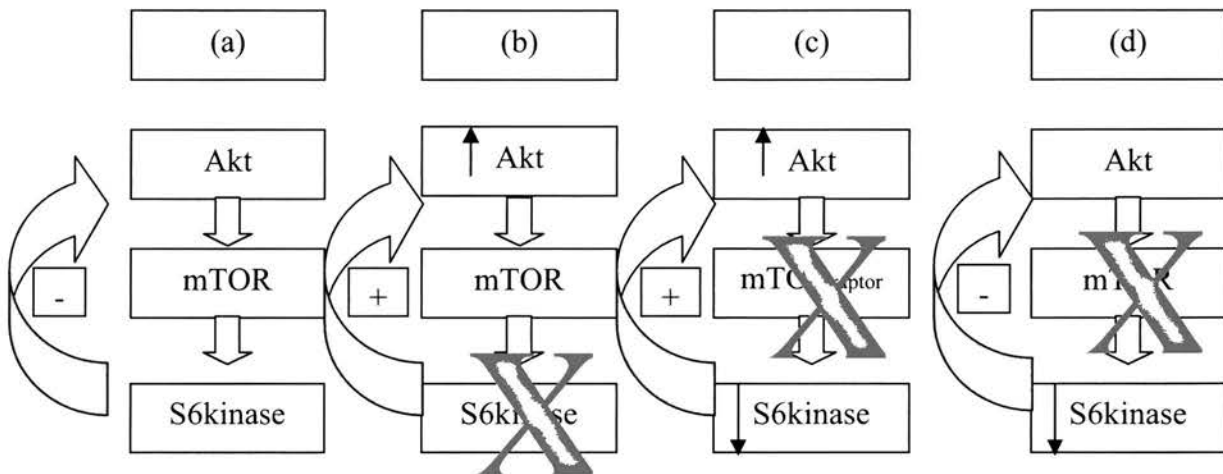 (a) (b) (c) (d)
Akt Akt Akt Akt
mTOR mTOR
- + + -
S6kinase S6kinase S6kinase